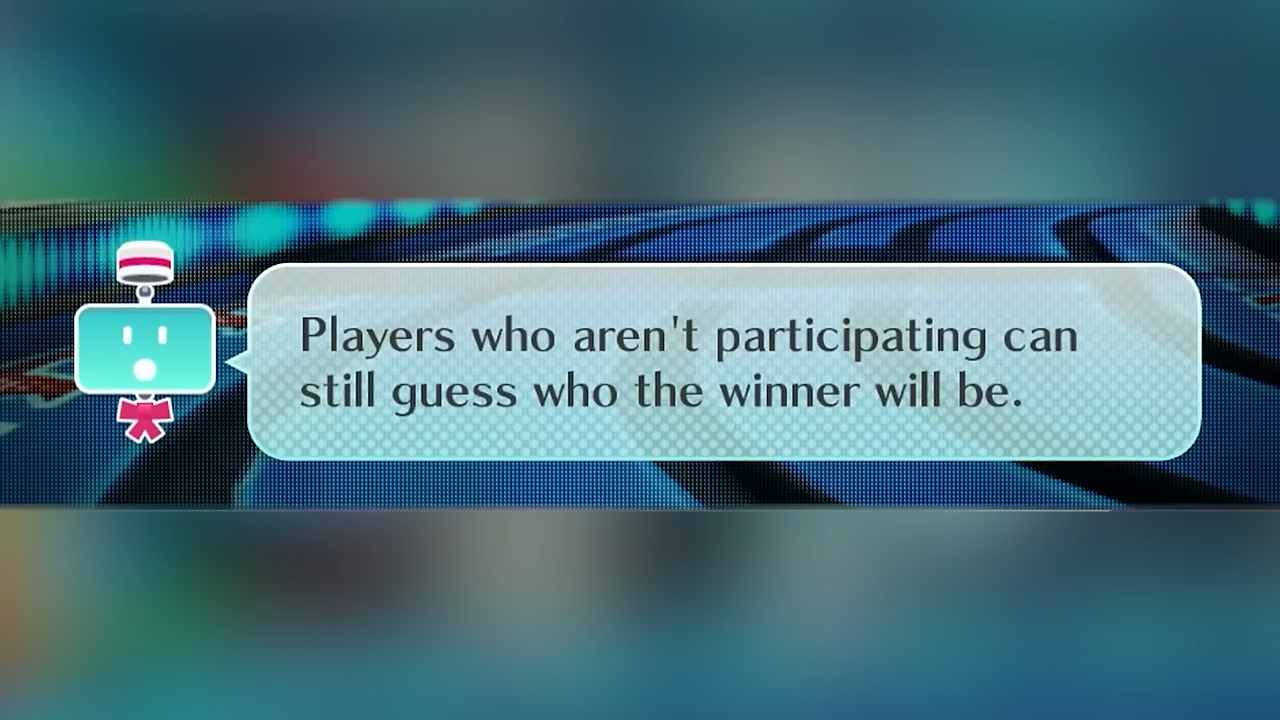 Players who aren't participating can
still guess who the winner will be.